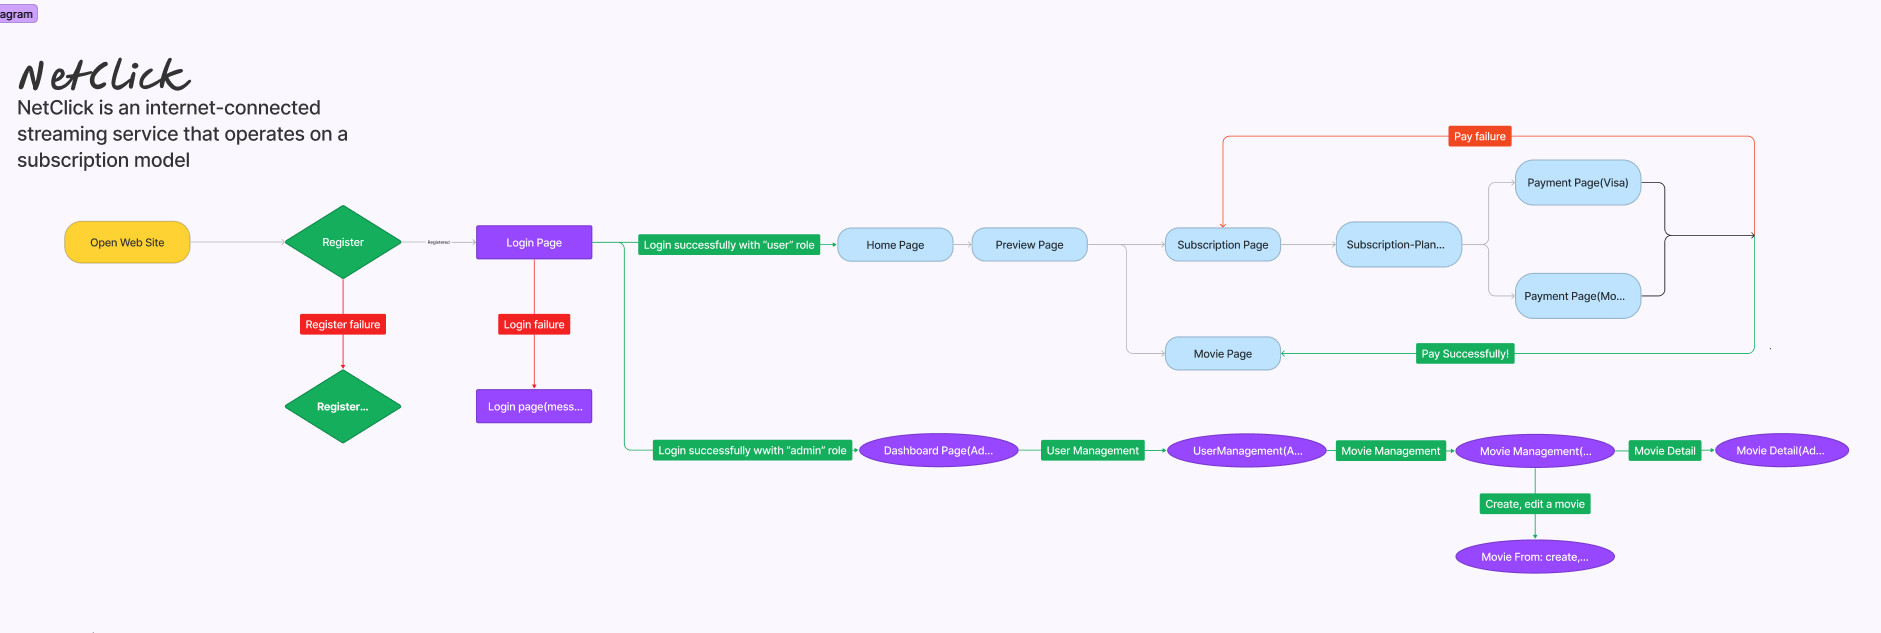 agram
NetClick
NetClick is an internet-connected
streaming service that operates on a
subscription model
Pay failure
Payment Page(Visa)
Open Web Site
Register
Registered
Login Page
Login successfully with "user" role
Home Page
Preview Page
Subscription Page
Subscription-Plan...
Payment Page(Mo...
Register failure
Login failure
Movie Page
Pay Successfully!
Register...
Login page(mess...
Login successfully wwith "admin" role
Dashboard Page(Ad...
User Management
UserManagement(A...
Movie Management
Movie Management(...
Movie Detail
Movie Detail(Ad...
Create, edit a movie
Movie From: create,...